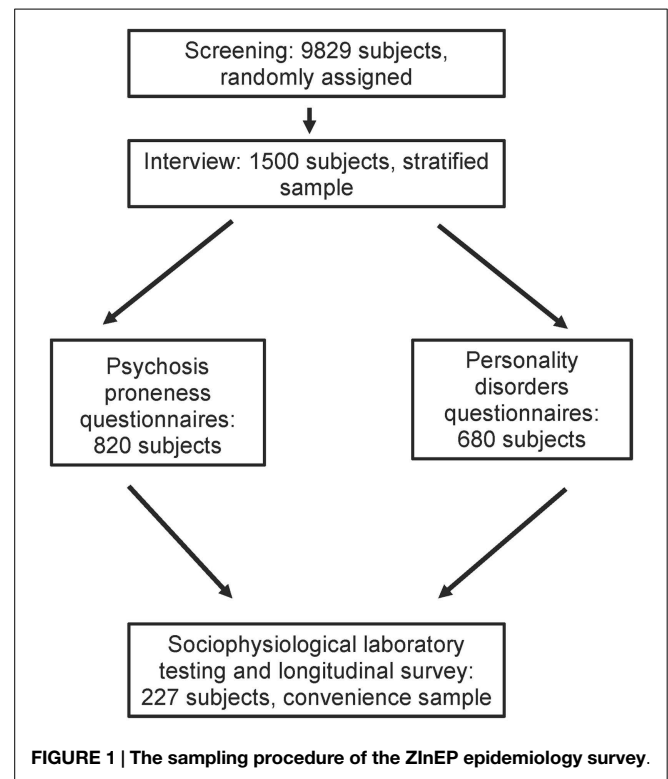 Screening: 9829 subjects,
randomly assigned
Interview: 1500 subjects, stratified
sample
Psychosis
proneness
questionnaires:
820 subjects
Personality
disorders
questionnaires:
680 subjects
Sociophysiological laboratory
testing and longitudinal survey:
227 subjects, convenience sample
FIGURE 1 | The sampling procedure of the ZInEP epidemiology survey.